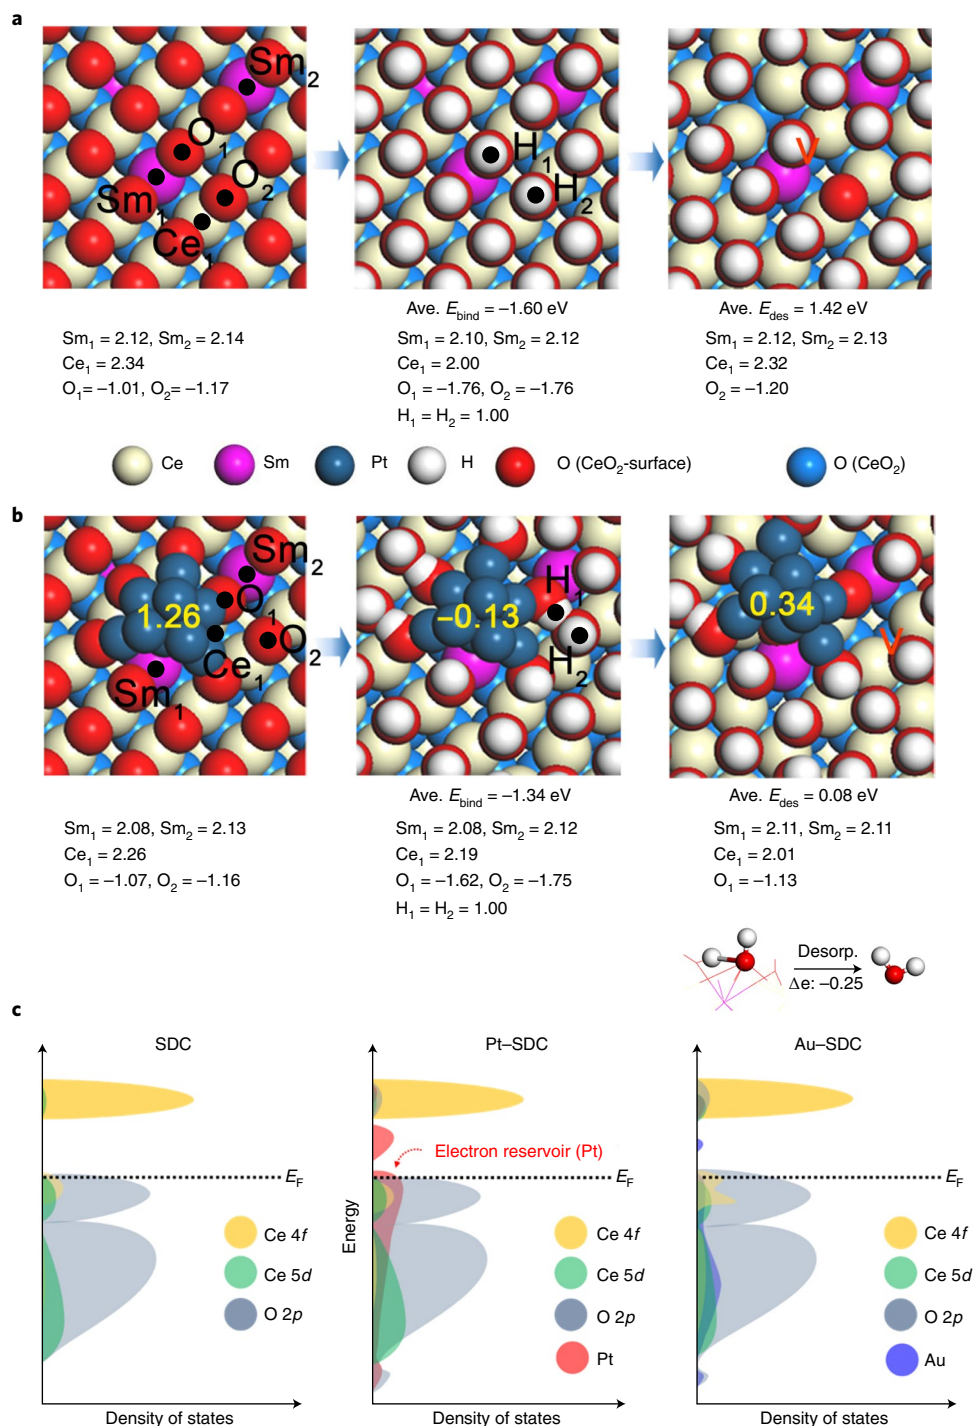 a
Sm₂
O₁
O₂
Sm₁
Ce₁
H₁
H₂
V
Ave. E_bind = –1.60 eV
Ave. E_des = 1.42 eV
Sm₁ = 2.12, Sm₂ = 2.14
Ce₁ = 2.34
O₁= –1.01, O₂= –1.17
Sm₁ = 2.10, Sm₂ = 2.12
Ce₁ = 2.00
O₁ = –1.76, O₂ = –1.76
H₁ = H₂ = 1.00
Sm₁ = 2.12, Sm₂ = 2.13
Ce₁ = 2.32
O₂ = –1.20
Ce
Sm
Pt
H
O (CeO₂-surface)
O (CeO₂)
b
Sm₂
1.26
O₁
O₂
Ce₁
Sm₁
H₁
–0.13
H₂
0.34
V
Ave. E_bind = –1.34 eV
Ave. E_des = 0.08 eV
Sm₁ = 2.08, Sm₂ = 2.13
Ce₁ = 2.26
O₁ = –1.07, O₂ = –1.16
Sm₁ = 2.08, Sm₂ = 2.12
Ce₁ = 2.19
O₁ = –1.62, O₂ = –1.75
H₁ = H₂ = 1.00
Sm₁ = 2.11, Sm₂ = 2.11
Ce₁ = 2.01
O₁ = –1.13
Desorp.
Δe: –0.25
c
SDC
E_F
Ce 4f
Ce 5d
O 2p
Density of states
Pt–SDC
Electron reservoir (Pt)
E_F
Energy
Ce 4f
Ce 5d
O 2p
Pt
Density of states
Au–SDC
E_F
Ce 4f
Ce 5d
O 2p
Au
Density of states